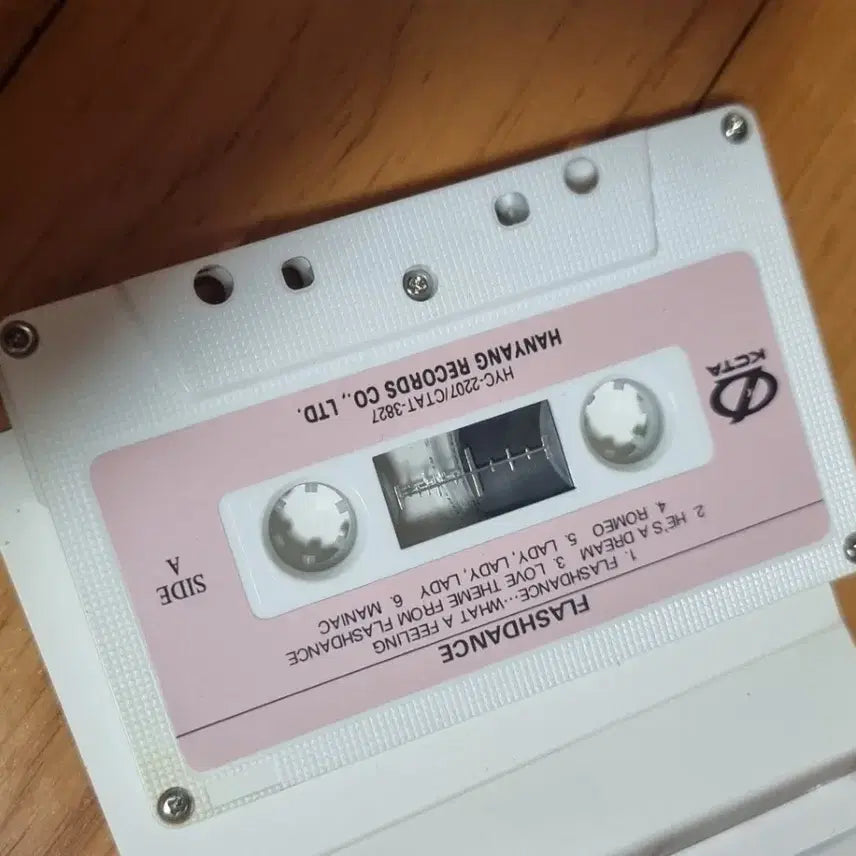 FLASHDANCE
1. FLASHDANCE...WHAT A FEELING
2. HE'S A DREAM 3. LOVE THEME FROM FLASHDANCE
4. ROMEO 5. LADY, LADY, LADY 6. MANIAC
SIDE
A
KCTA
HYC-2207/CTAT-3827
HANYANG RECORDS CO., LTD.